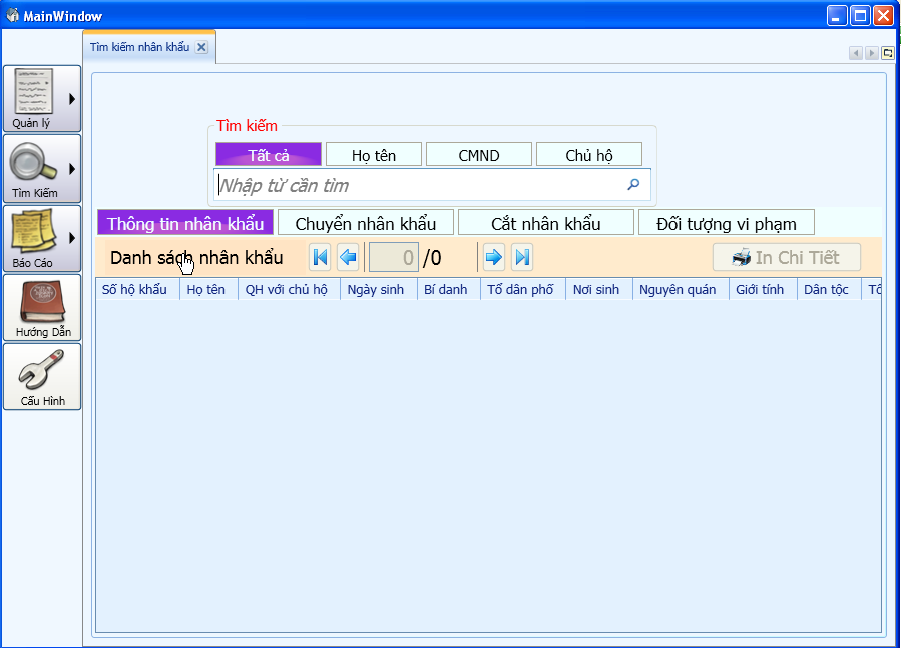 MainWindow
Tìm kiếm nhân khẩu
Quản lý
Tìm Kiếm
Báo Cáo
Hướng Dẫn
Cấu Hình
Tìm kiếm
Tất cả Họ tên CMND Chủ hộ
Nhập từ cần tìm
Thông tin nhân khẩu Chuyển nhân khẩu Cắt nhân khẩu Đối tượng vi phạm
Danh sách nhân khẩu 0 /0 In Chi Tiết
Số hộ khẩu Họ tên QH với chủ hộ Ngày sinh Bí danh Tổ dân phố Nơi sinh Nguyên quán Giới tính Dân tộc